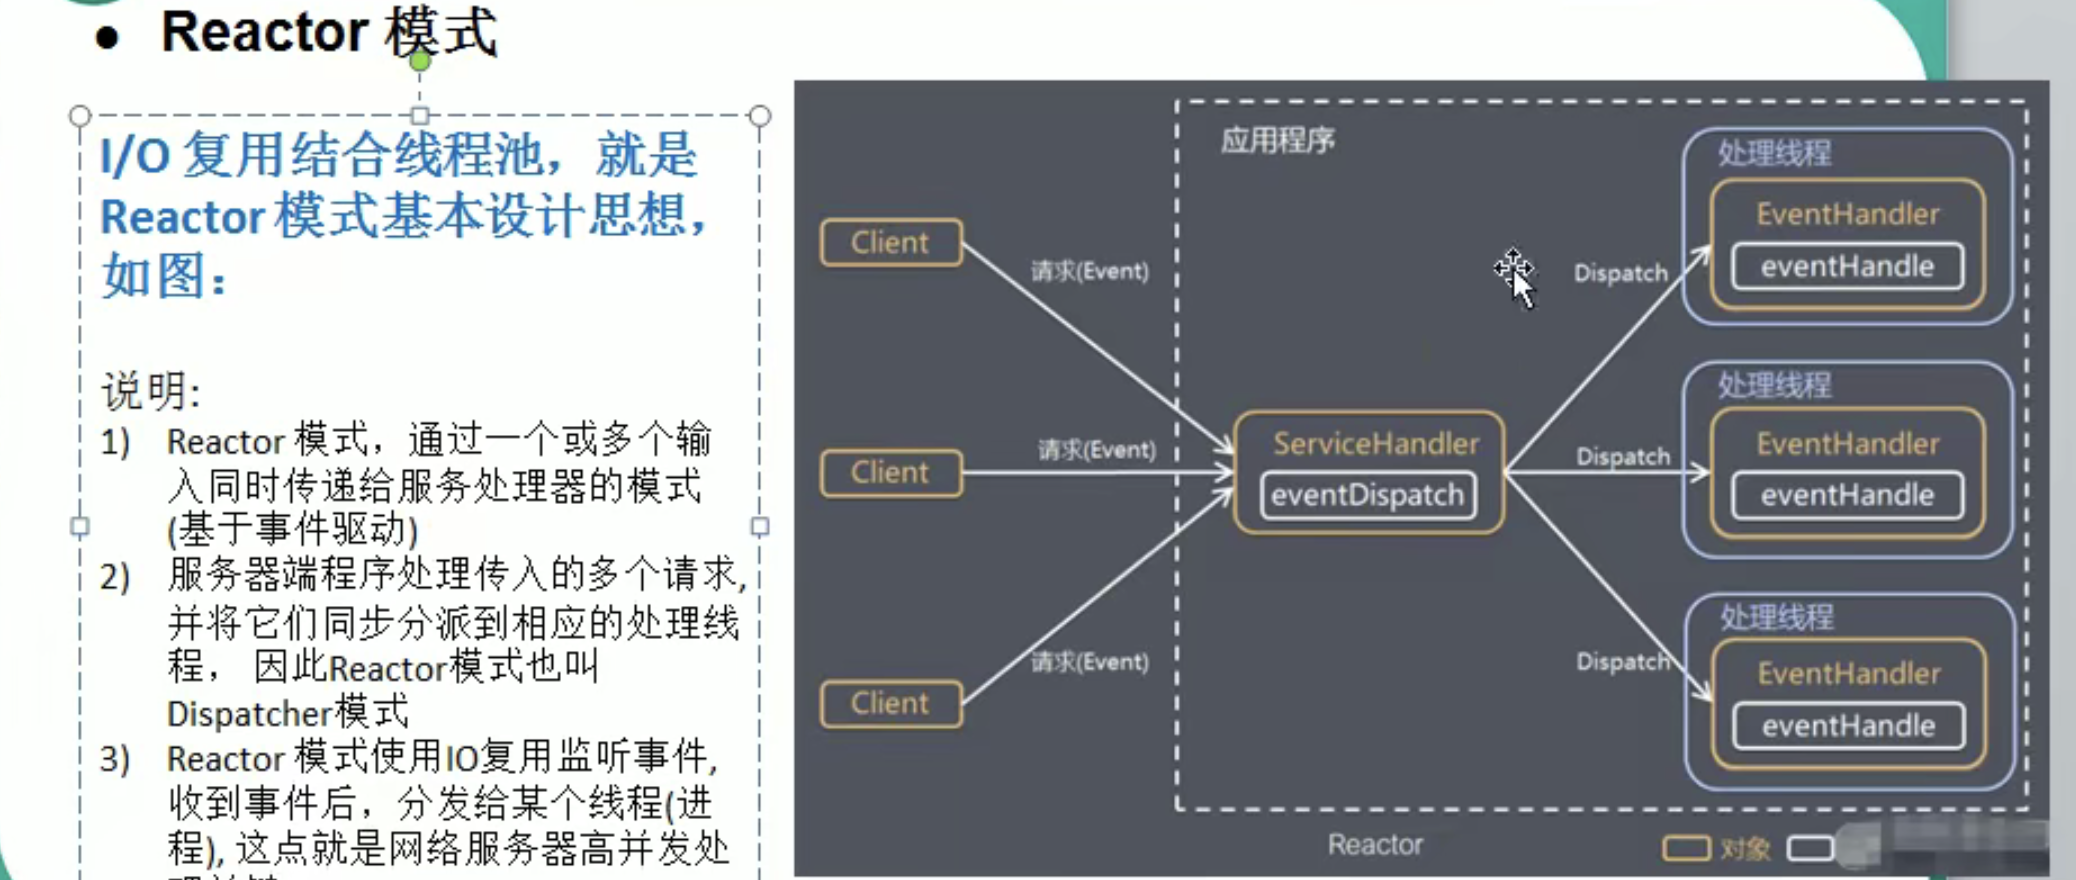 ● Reactor 模式
I/O 复用结合线程池，就是
Reactor 模式基本设计思想，
如图：
说明:
1) Reactor 模式，通过一个或多个输
入同时传递给服务处理器的模式
(基于事件驱动)
2) 服务器端程序处理传入的多个请求,
并将它们同步分派到相应的处理线
程， 因此Reactor模式也叫
Dispatcher模式
3) Reactor 模式使用IO复用监听事件,
收到事件后，分发给某个线程(进
程), 这点就是网络服务器高并发处
应用程序
Client
请求(Event)
Client
请求(Event)
Client
请求(Event)
ServiceHandler
eventDispatch
Dispatch
处理线程
EventHandler
eventHandle
Dispatch
处理线程
EventHandler
eventHandle
Dispatch
处理线程
EventHandler
eventHandle
Reactor
对象